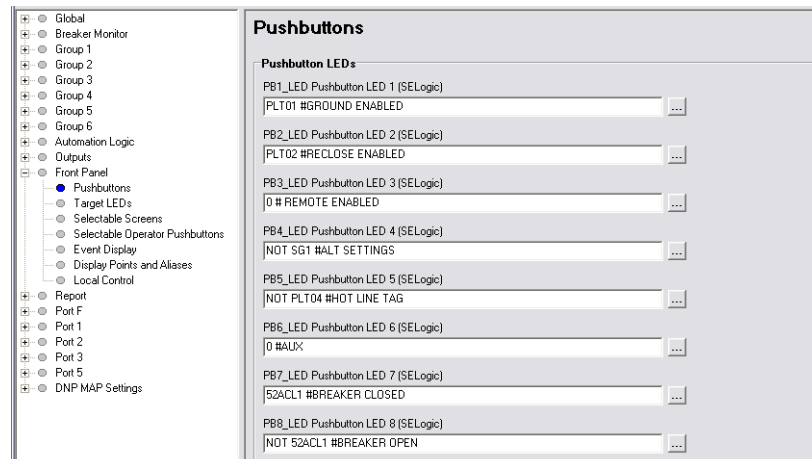 Global
Breaker Monitor
Group 1
Group 2
Group 3
Group 4
Group 5
Group 6
Automation Logic
Outputs
Front Panel
Pushbuttons
Target LEDs
Selectable Screens
Selectable Operator Pushbuttons
Event Display
Display Points and Aliases
Local Control
Report
Port F
Port 1
Port 2
Port 3
Port 5
DNP MAP Settings
Pushbuttons
Pushbutton LEDs
PB1_LED Pushbutton LED 1 (SELogic)
PLT01 #GROUND ENABLED
...
PB2_LED Pushbutton LED 2 (SELogic)
PLT02 #RECLOSE ENABLED
...
PB3_LED Pushbutton LED 3 (SELogic)
0 # REMOTE ENABLED
...
PB4_LED Pushbutton LED 4 (SELogic)
NOT SG1 #ALT SETTINGS
...
PB5_LED Pushbutton LED 5 (SELogic)
NOT PLT04 #HOT LINE TAG
...
PB6_LED Pushbutton LED 6 (SELogic)
0 #AUX
...
PB7_LED Pushbutton LED 7 (SELogic)
52ACL1 #BREAKER CLOSED
...
PB8_LED Pushbutton LED 8 (SELogic)
NOT 52ACL1 #BREAKER OPEN
...